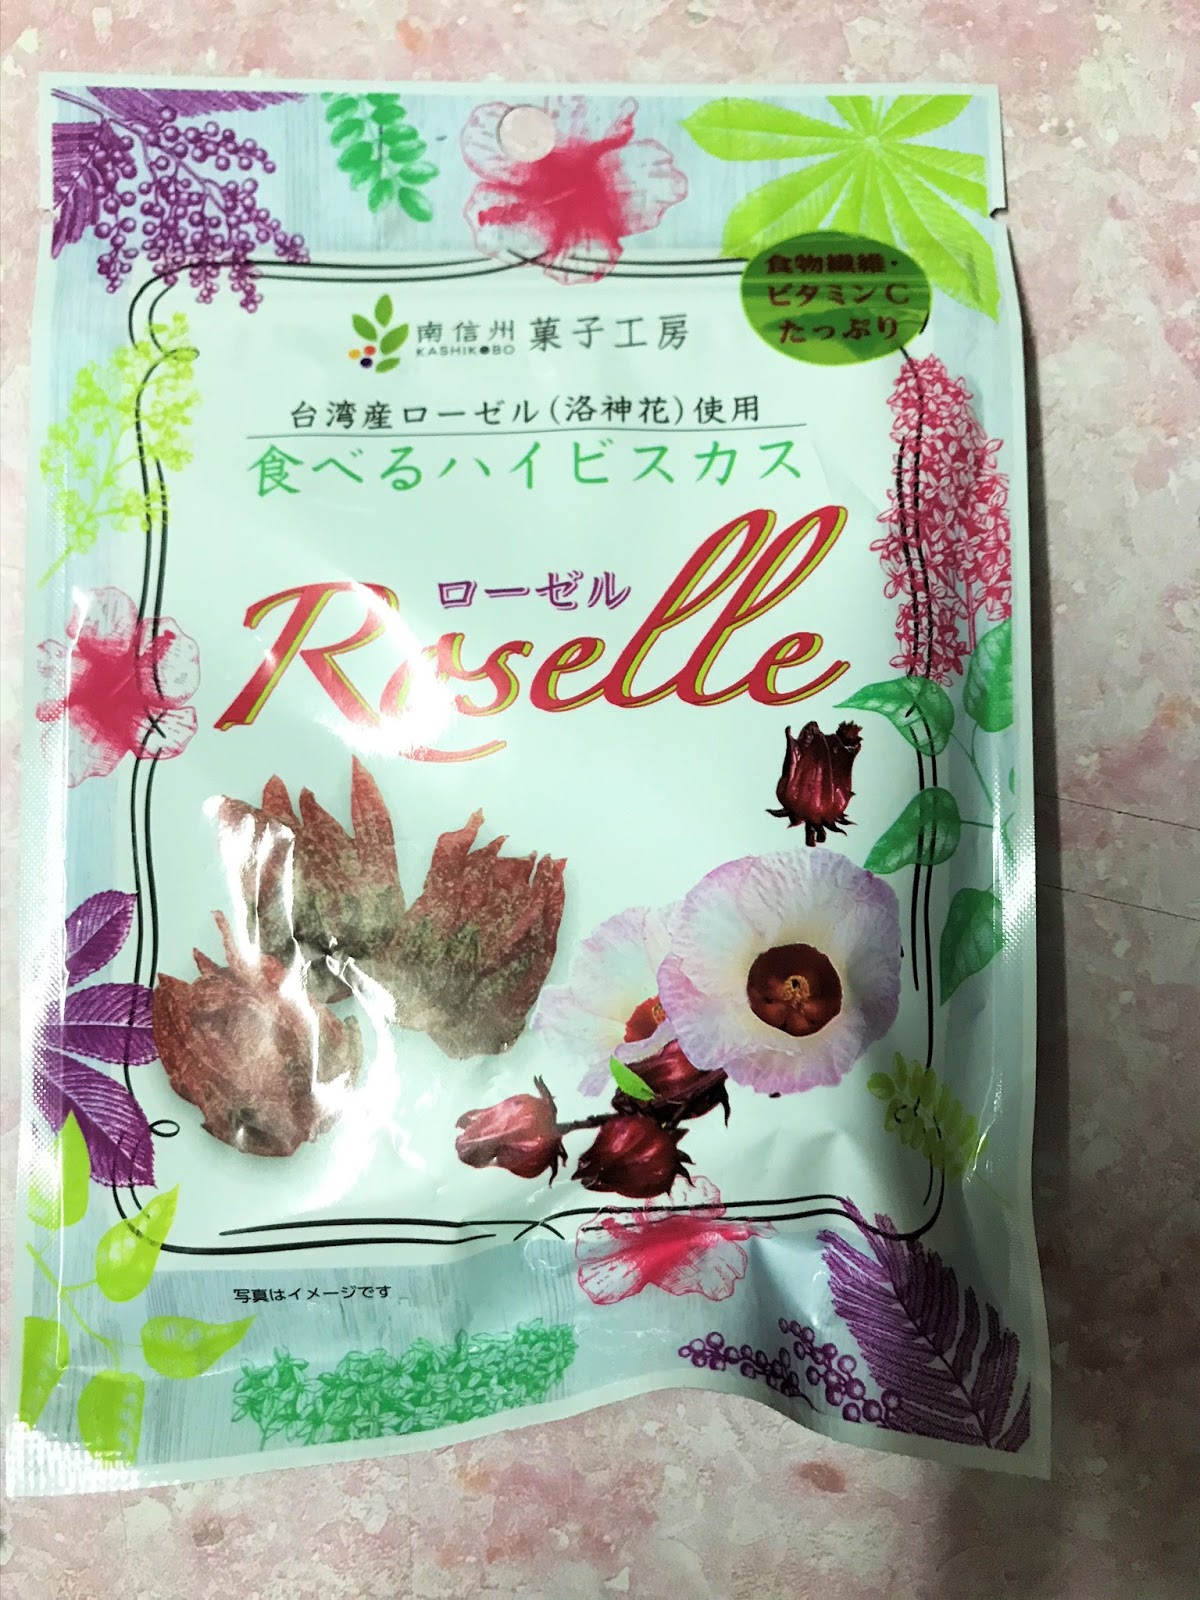 食物繊維・
ビタミンC
たっぷり
南信州 菓子工房
KASHIKOBO
台湾産ローゼル(洛神花)使用
食べるハイビスカス
ローゼル
Roselle
写真はイメージです